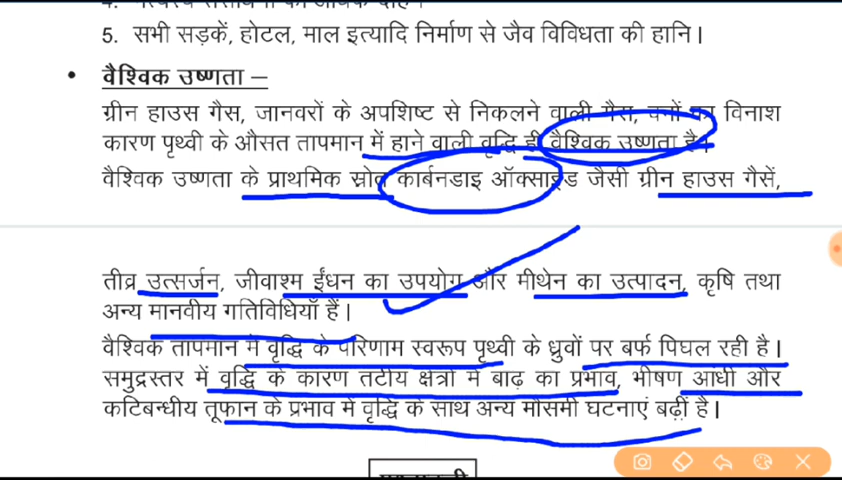 5. सभी सड़कें, होटल, माल इत्यादि निर्माण से जैव विविधता की हानि।
• वैश्विक उष्णता –
ग्रीन हाउस गैस, जानवरों के अपशिष्ट से निकलने वाली गैस, वनों का विनाश
कारण पृथ्वी के औसत तापमान में हाने वाली वृद्धि ही वैश्विक उष्णता है।
वैश्विक उष्णता के प्राथमिक स्रोत कार्बनडाइ ऑक्साइड जैसी ग्रीन हाउस गैसें,
तीव्र उत्सर्जन, जीवाश्म ईंधन का उपयोग और मीथेन का उत्पादन, कृषि तथा
अन्य मानवीय गतिविधियाँ हैं।
वैश्विक तापमान में वृद्धि के परिणाम स्वरूप पृथ्वी के ध्रुवों पर बर्फ पिघल रही है।
समुद्रस्तर में वृद्धि के कारण तटीय क्षेत्रों में बाढ़ का प्रभाव, भीषण आंधी और
कटिबन्धीय तूफान के प्रभाव में वृद्धि के साथ अन्य मौसमी घटनाएं बढ़ीं है।